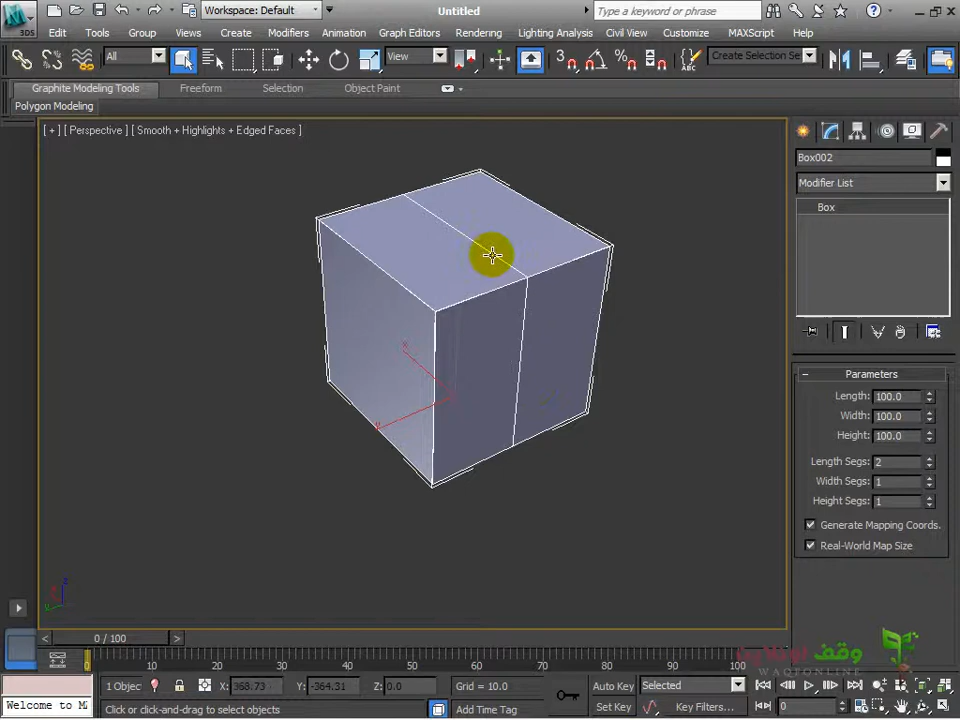 3DS
Workspace: Default
Untitled
Type a keyword or phrase
Edit Tools Group Views Create Modifiers Animation Graph Editors Rendering Lighting Analysis Civil View Customize MAXScript Help
All View Create Selection Se
Graphite Modeling Tools Freeform Selection Object Paint
Polygon Modeling
[ + ] [ Perspective ] [ Smooth + Highlights + Edged Faces ]
Box002
Modifier List
Box
Parameters
Length: 100.0
Width: 100.0
Height: 100.0
Length Segs: 2
Width Segs: 1
Height Segs: 1
Generate Mapping Coords.
Real-World Map Size
0 / 100
0 10 20 30 40 50 60 70 80 90 100
وقف اونلاين
WAQFONLINE
1 Objec X: 368.73 Y: -364.31 Z: 0.0 Grid = 10.0 Auto Key Selected
Welcome to M Click or click-and-drag to select objects Add Time Tag Set Key Key Filters... 0